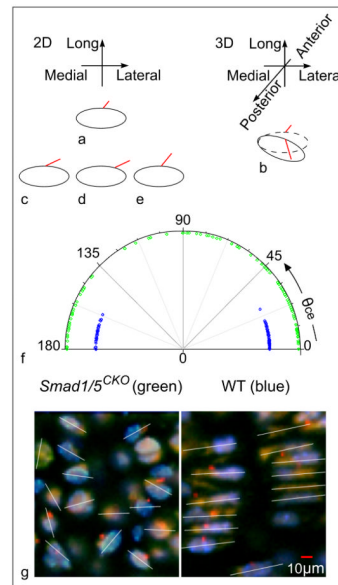 2D Long 3D Long Anterior
Medial Lateral Medial Lateral
Posterior
a
b
c d e
90
135 45
θce
180 0 0
f
Smad1/5CKO (green) WT (blue)
g 10µm